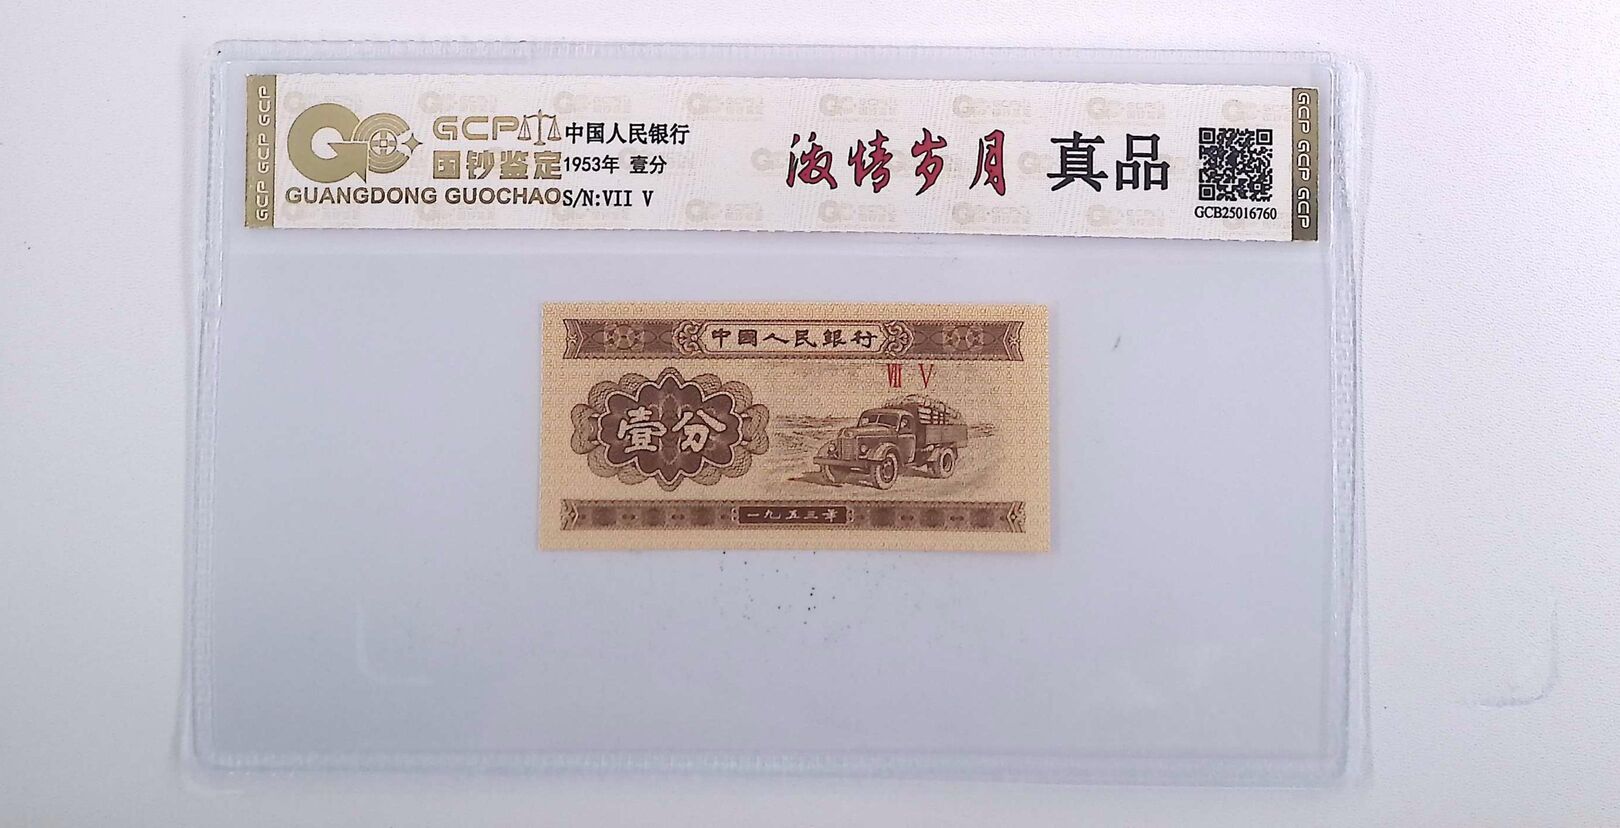 GCP GCP GCP
GCP
国钞鉴定
GUANGDONG GUOCHAO
中国人民银行
1953年 壹分
S/N:VII V
激情岁月 真品
GCB25016760
GCP GCP GCP
中国人民銀行
VII V
壹分
一九五三年